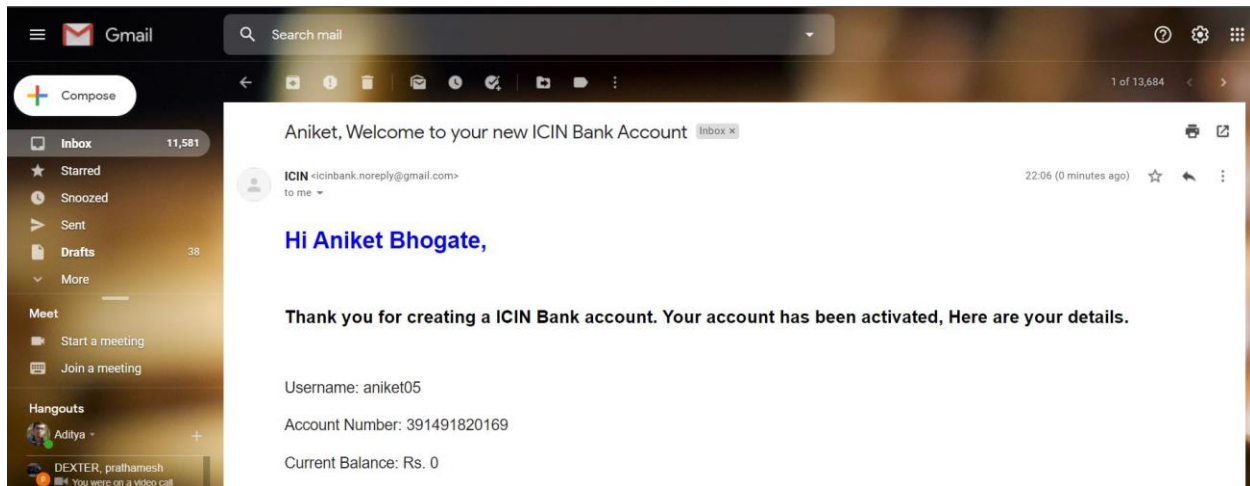 Gmail
Search mail
Compose
1 of 13,684
Inbox 11,581
Starred
Snoozed
Sent
Drafts 38
More
Meet
Start a meeting
Join a meeting
Hangouts
Aditya
DEXTER, prathamesh
You were on a video call
Aniket, Welcome to your new ICIN Bank Account Inbox ×
ICIN <icinbank.noreply@gmail.com> 22:06 (0 minutes ago)
to me
Hi Aniket Bhogate,
Thank you for creating a ICIN Bank account. Your account has been activated, Here are your details.
Username: aniket05
Account Number: 391491820169
Current Balance: Rs. 0